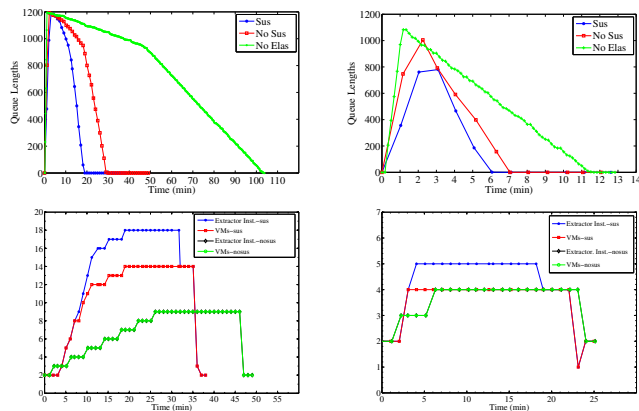 1200
1000
800
600
400
200
0
Queue Lengths
0 10 20 30 40 50 60 70 80 90 100 110
Time (min)
Sus
No Sus
No Elas
1200
1000
800
600
400
200
0
Queue Lengths
0 1 2 3 4 5 6 7 8 9 10 11 12 13 14
Time (min)
Sus
No Sus
No Elas
18
16
14
12
10
8
6
4
2
0
0 5 10 15 20 25 30 35 40 45 50 55
Time (min)
Extractor Inst.-sus
VMs-sus
Extractor Inst.-nosus
VMs-nosus
7
6
5
4
3
2
1
0
5 10 15 20 25
Time (min)
Extractor Inst.-sus
VMs-sus
Extractor. Inst.-nosus
VMs-nosus